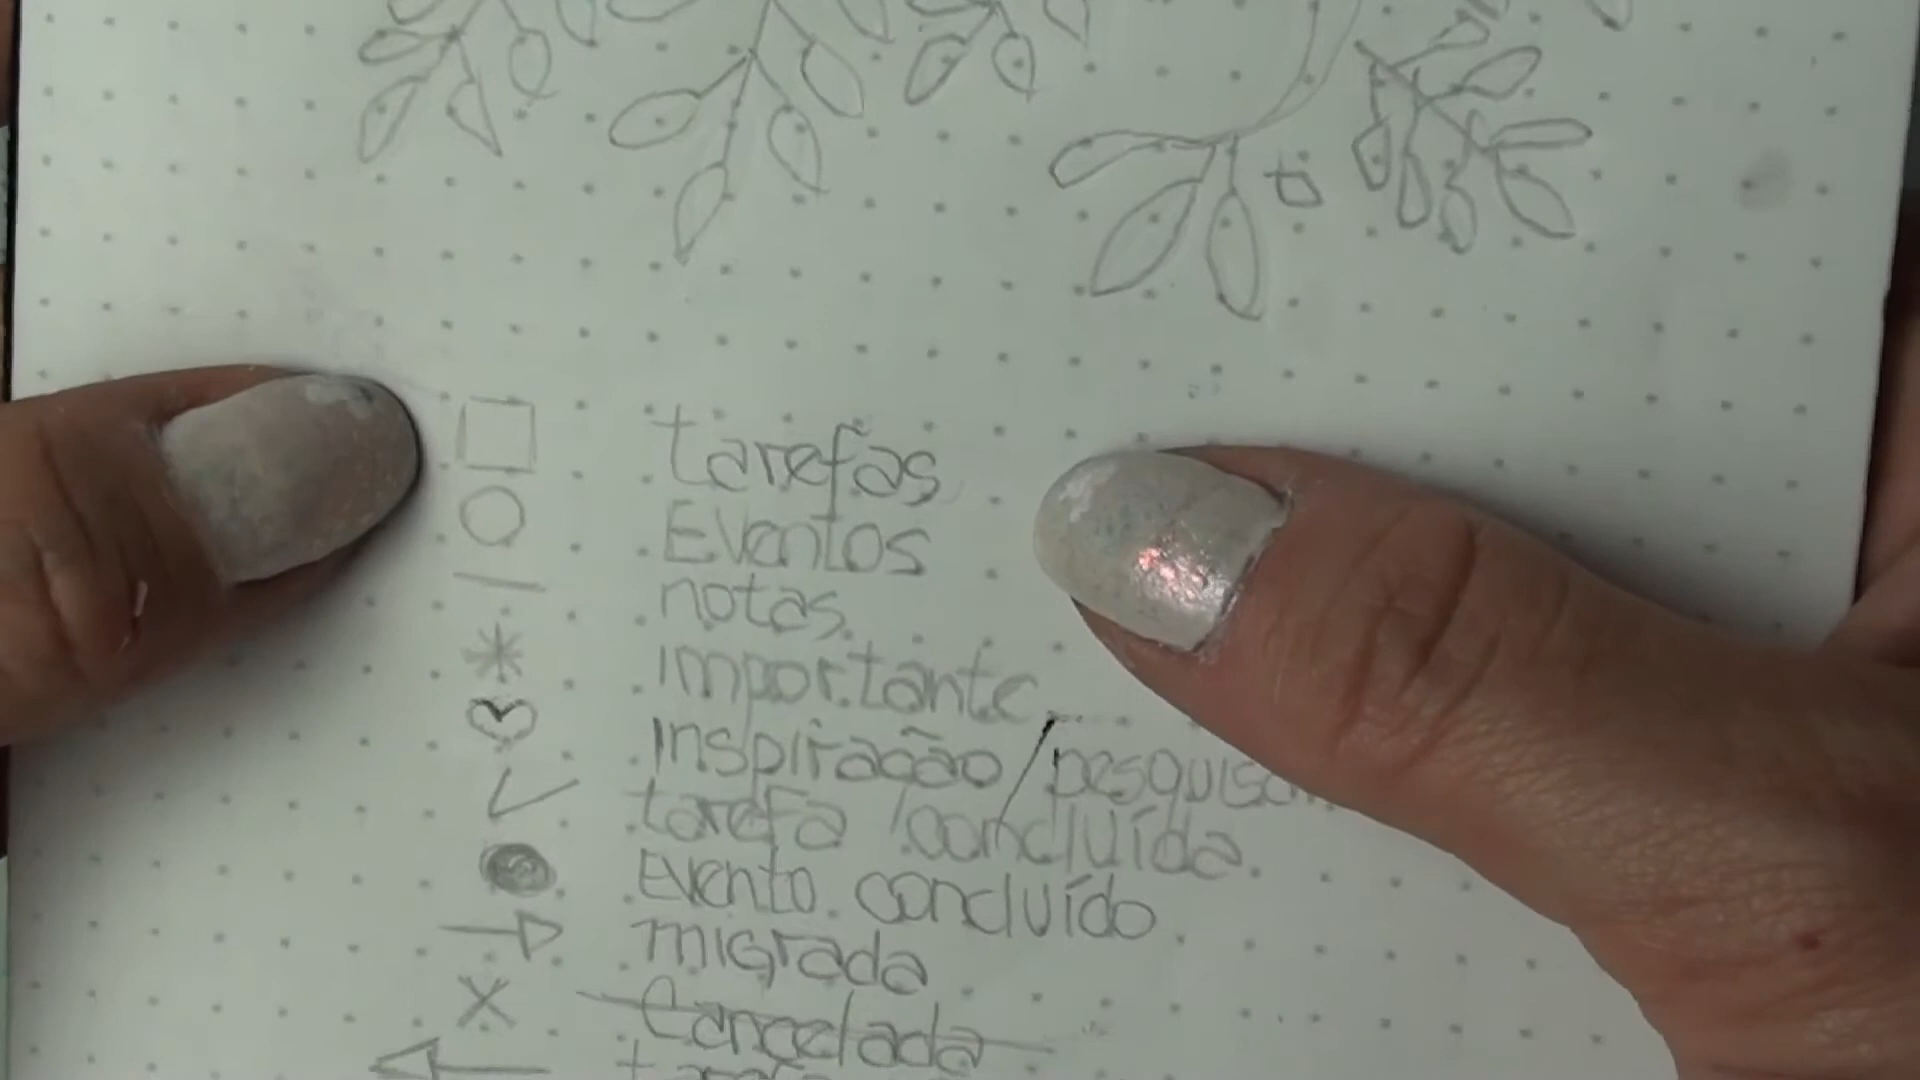 tarefas
Eventos
notas
importante
Inspiração/pesquisa
tarefa concluída
Evento concluído
migrada
Cancelada